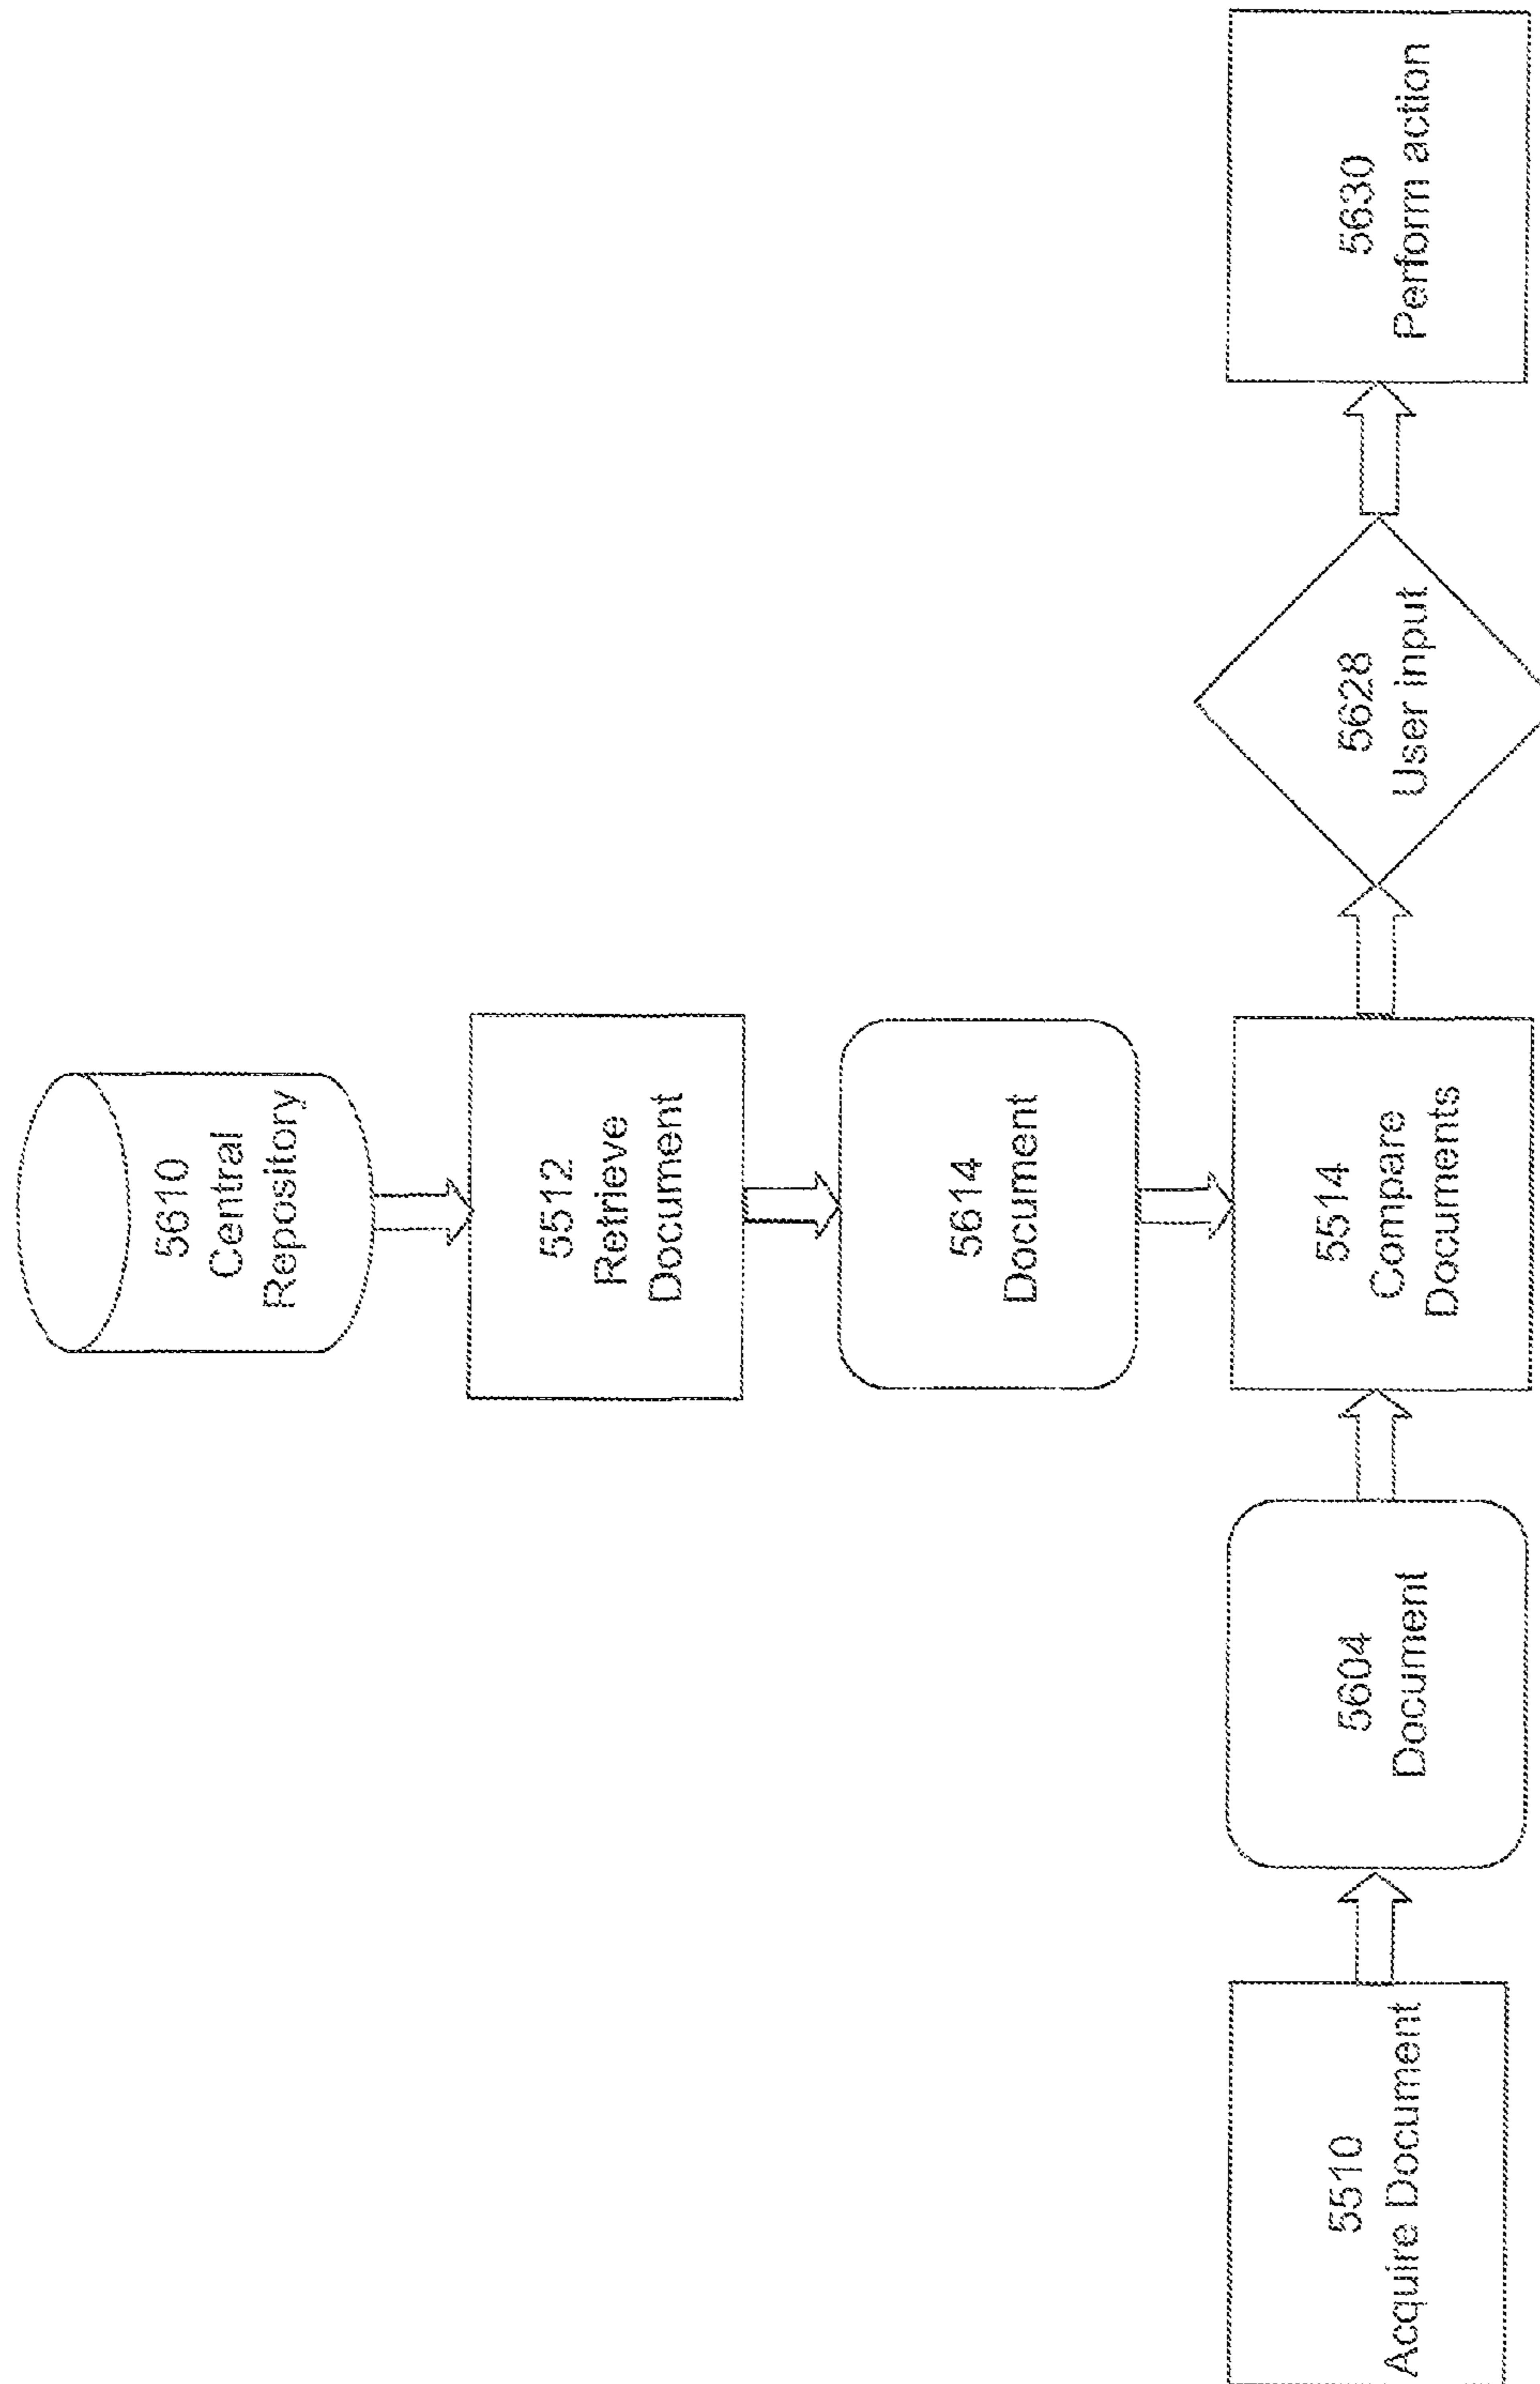 5610
Central
Repository
5512
Retrieve
Document
5614
Document
5510
Acquire Document
5604
Document
5514
Compare
Documents
5628
User input
5630
Perform action